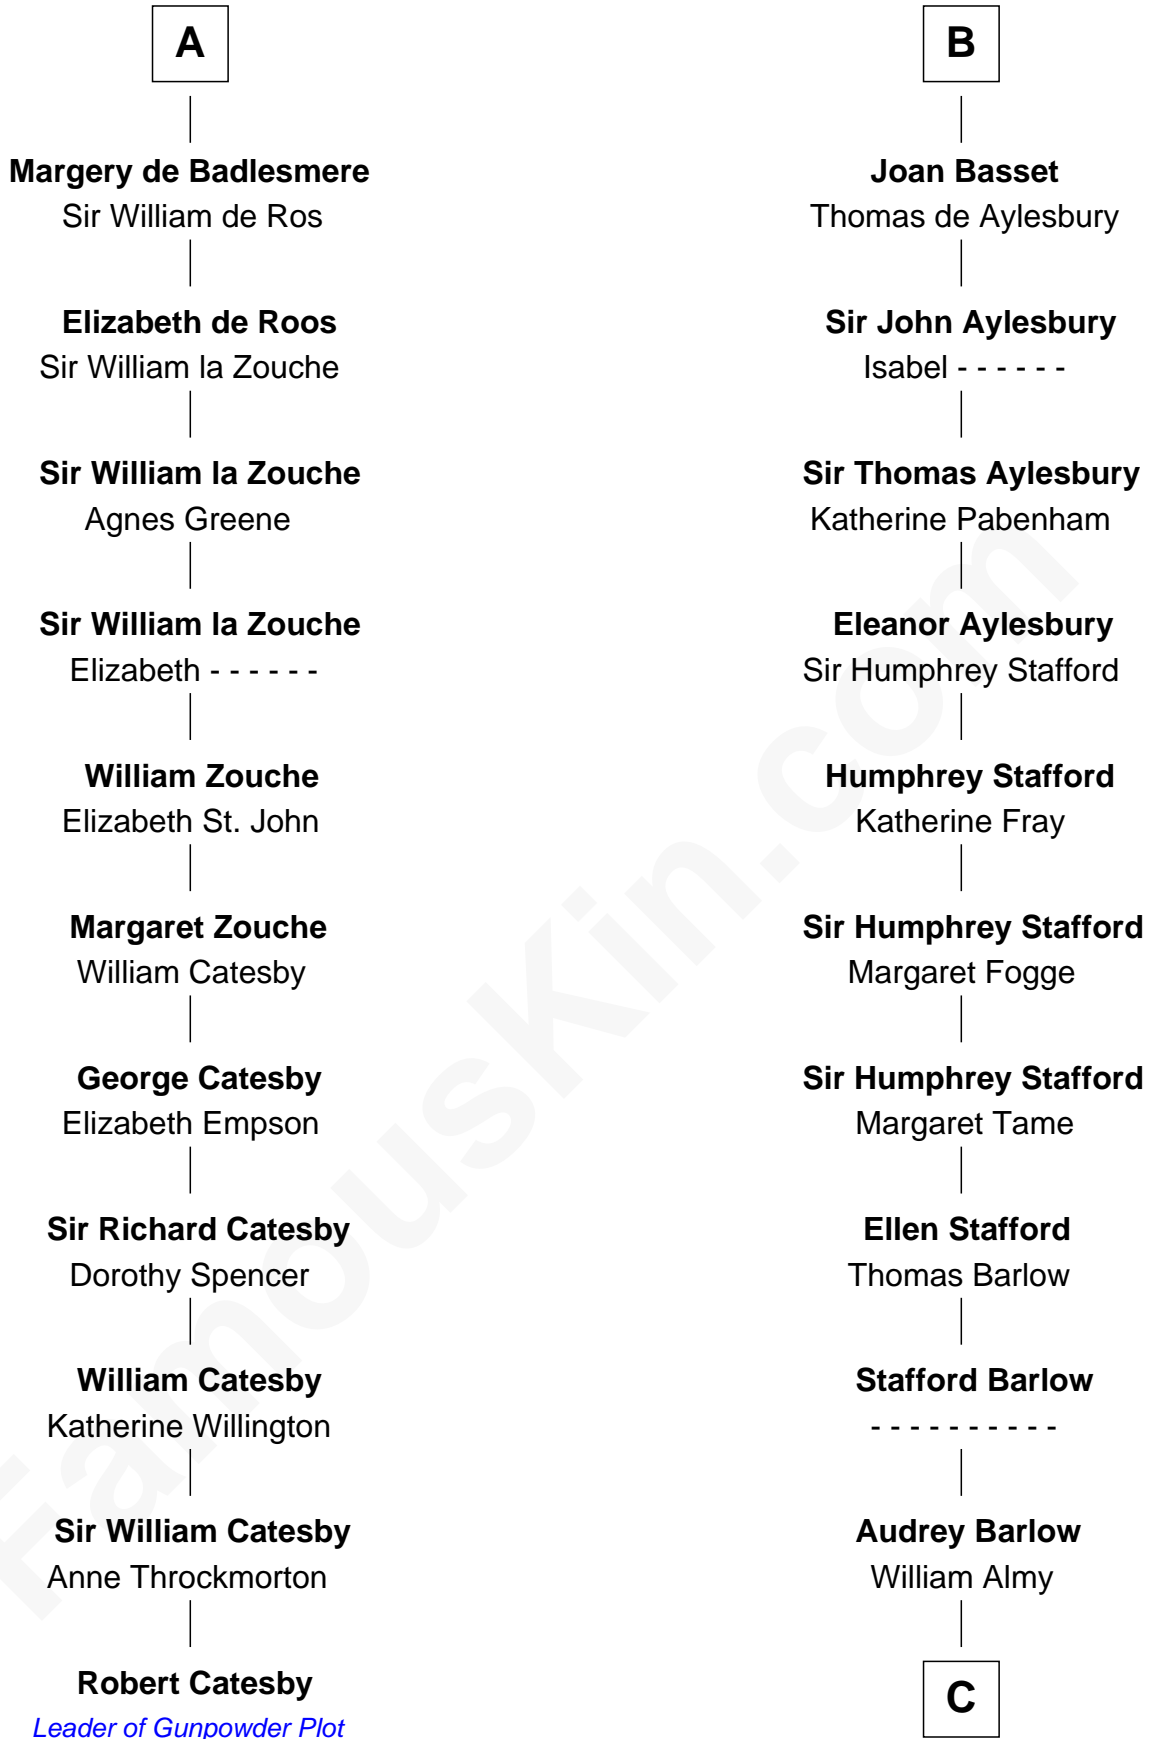 A
Margery de Badlesmere
Sir William de Ros
Elizabeth de Roos
Sir William la Zouche
Sir William la Zouche
Agnes Greene
Sir William la Zouche
Elizabeth - - - - - -
William Zouche
Elizabeth St. John
Margaret Zouche
William Catesby
George Catesby
Elizabeth Empson
Sir Richard Catesby
Dorothy Spencer
William Catesby
Katherine Willington
Sir William Catesby
Anne Throckmorton
Robert Catesby
Leader of Gunpowder Plot
B
Joan Basset
Thomas de Aylesbury
Sir John Aylesbury
Isabel - - - - - -
Sir Thomas Aylesbury
Katherine Pabenham
Eleanor Aylesbury
Sir Humphrey Stafford
Humphrey Stafford
Katherine Fray
Sir Humphrey Stafford
Margaret Fogge
Sir Humphrey Stafford
Margaret Tame
Ellen Stafford
Thomas Barlow
Stafford Barlow
- - - - - - - - - -
Audrey Barlow
William Almy
C
FamousKin.com